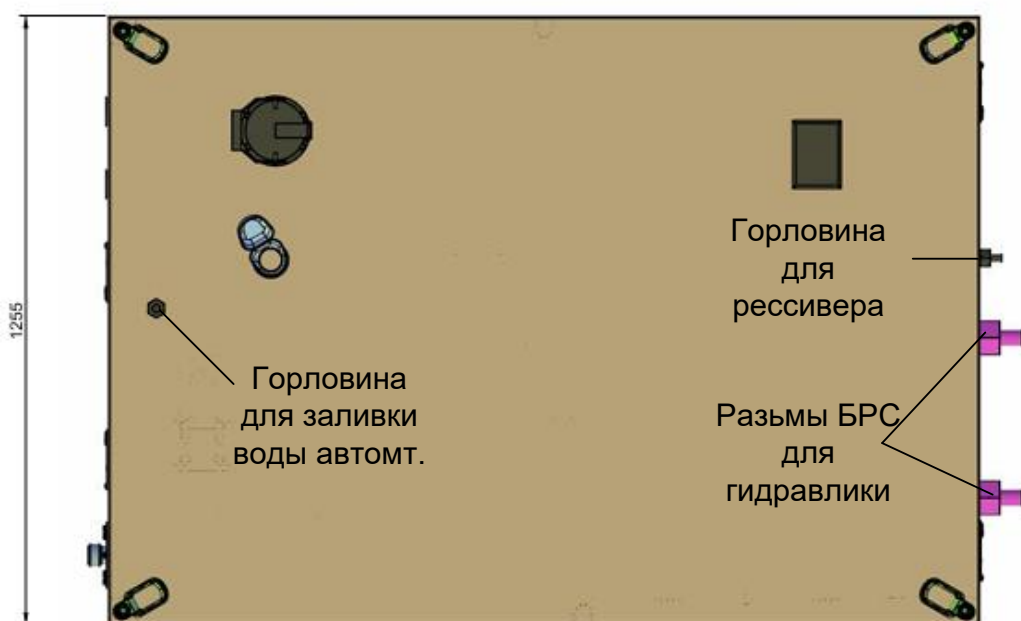 Горловина
для
рессивера
1255
Горловина
для заливки
воды автомт.
Разьмы БРС
для
гидравлики